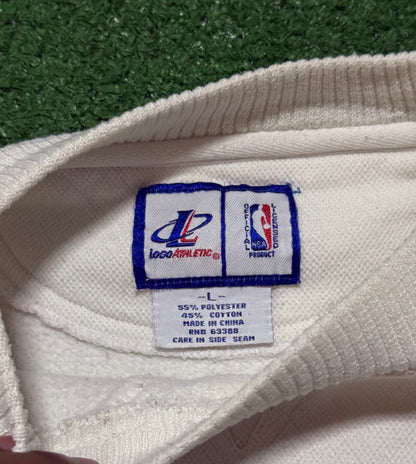 LOGO ATHLETIC®
OFFICIAL
LICENSED
NBA
PRODUCT
-L-
55% POLYESTER
45% COTTON
MADE IN CHINA
RN# 63388
CARE IN SIDE SEAM